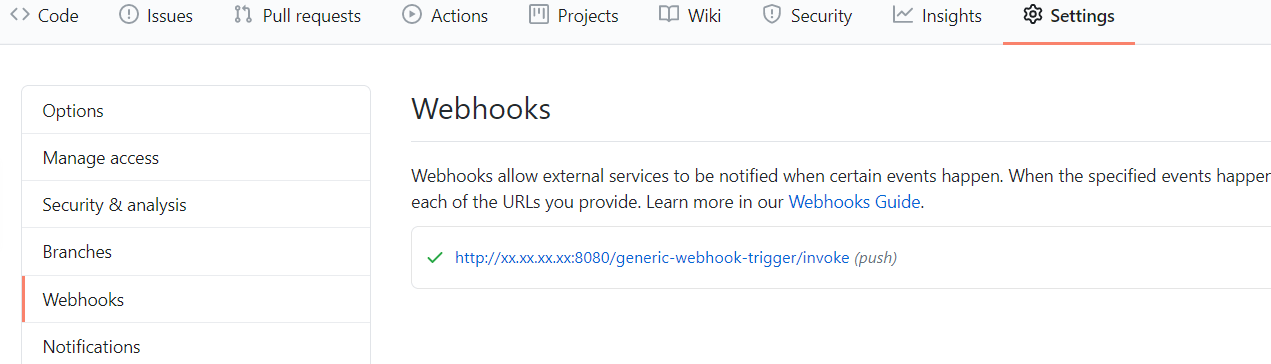 Code Issues Pull requests Actions Projects Wiki Security Insights Settings
Options
Manage access
Security & analysis
Branches
Webhooks
Notifications
Webhooks
Webhooks allow external services to be notified when certain events happen. When the specified events happen
each of the URLs you provide. Learn more in our Webhooks Guide.
http://xx.xx.xx.xx:8080/generic-webhook-trigger/invoke (push)